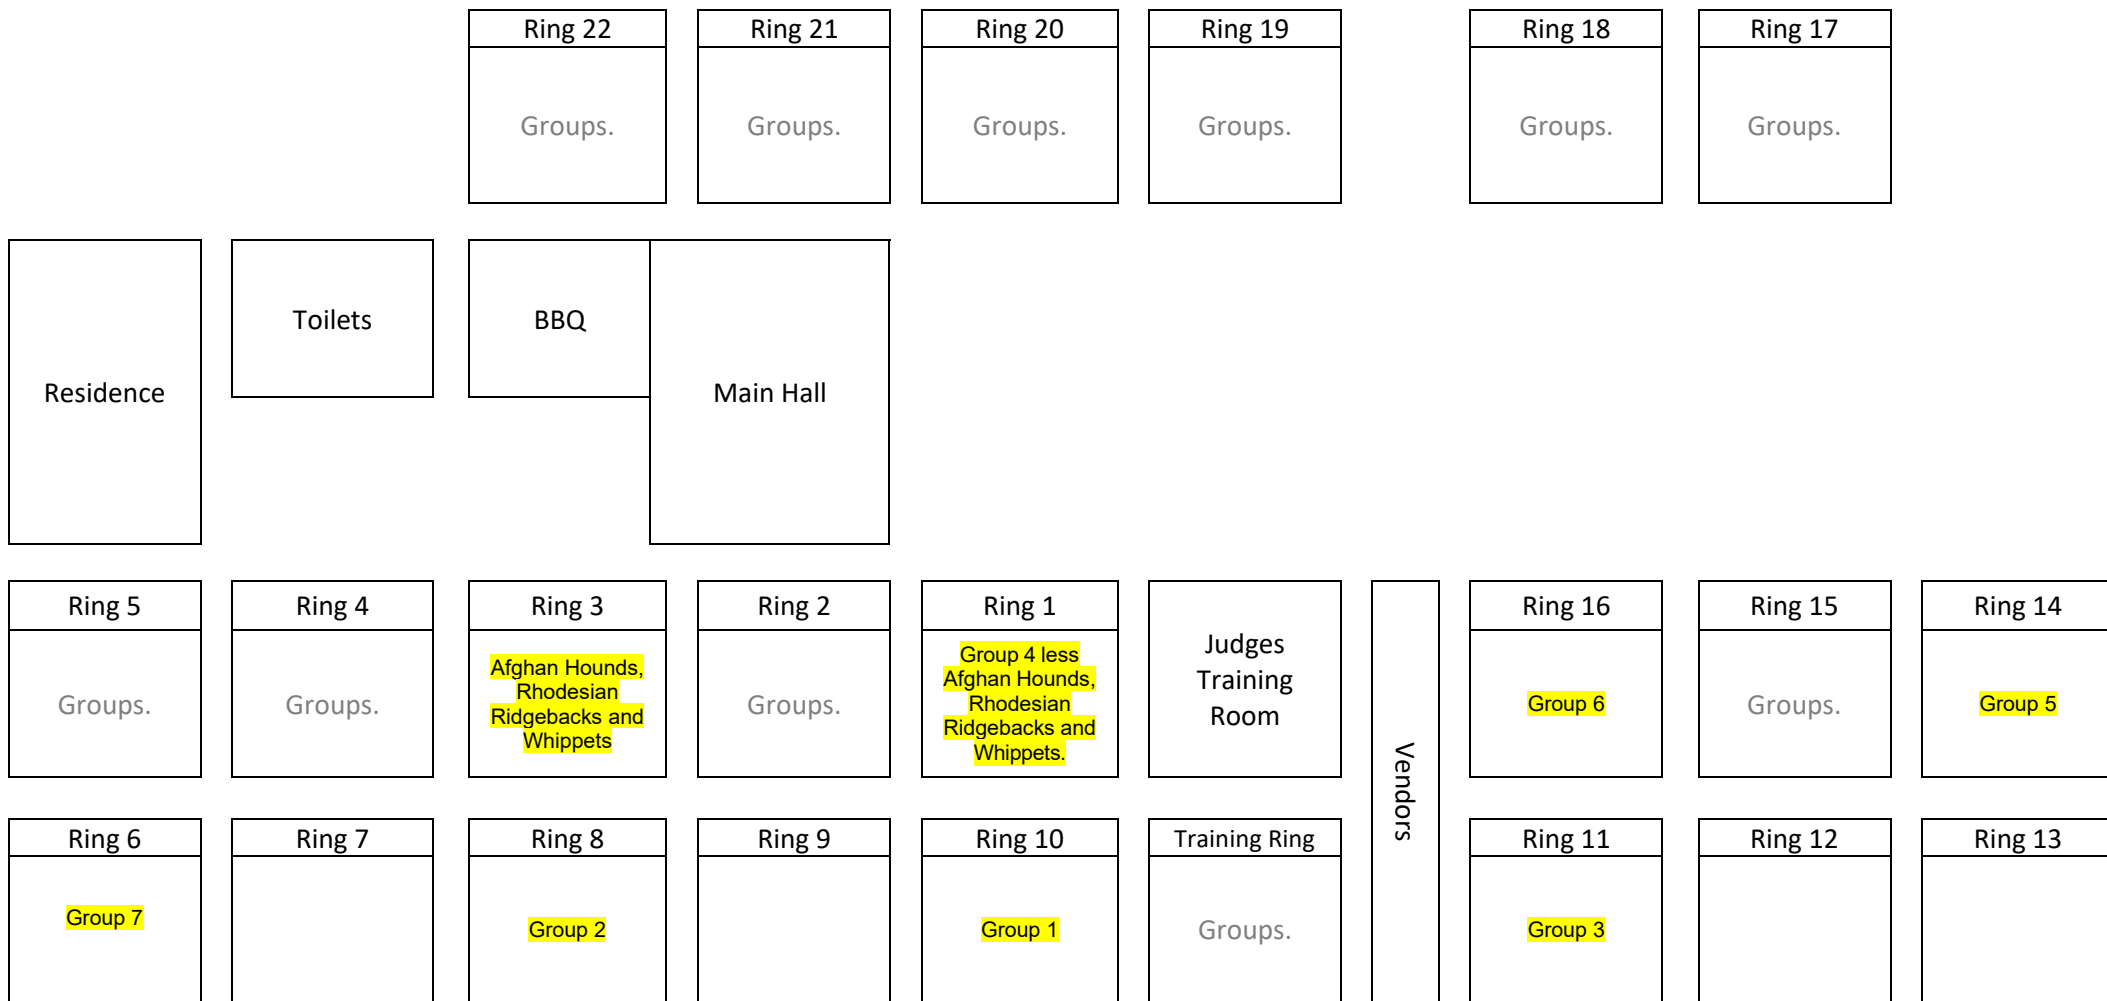 Ring 22
Ring 21
Ring 20
Ring 19
Ring 18
Ring 17
Groups.
Groups.
Groups.
Groups.
Groups.
Groups.
Residence
Toilets
BBQ
Main Hall
Ring 5
Ring 4
Ring 3
Ring 2
Ring 1
Judges
Training
Room
Vendors
Ring 16
Ring 15
Ring 14
Groups.
Groups.
Afghan Hounds,
Rhodesian
Ridgebacks and
Whippets
Groups.
Group 4 less
Afghan Hounds,
Rhodesian
Ridgebacks and
Whippets.
Group 6
Groups.
Group 5
Ring 6
Ring 7
Ring 8
Ring 9
Ring 10
Training Ring
Ring 11
Ring 12
Ring 13
Group 7
Group 2
Group 1
Groups.
Group 3